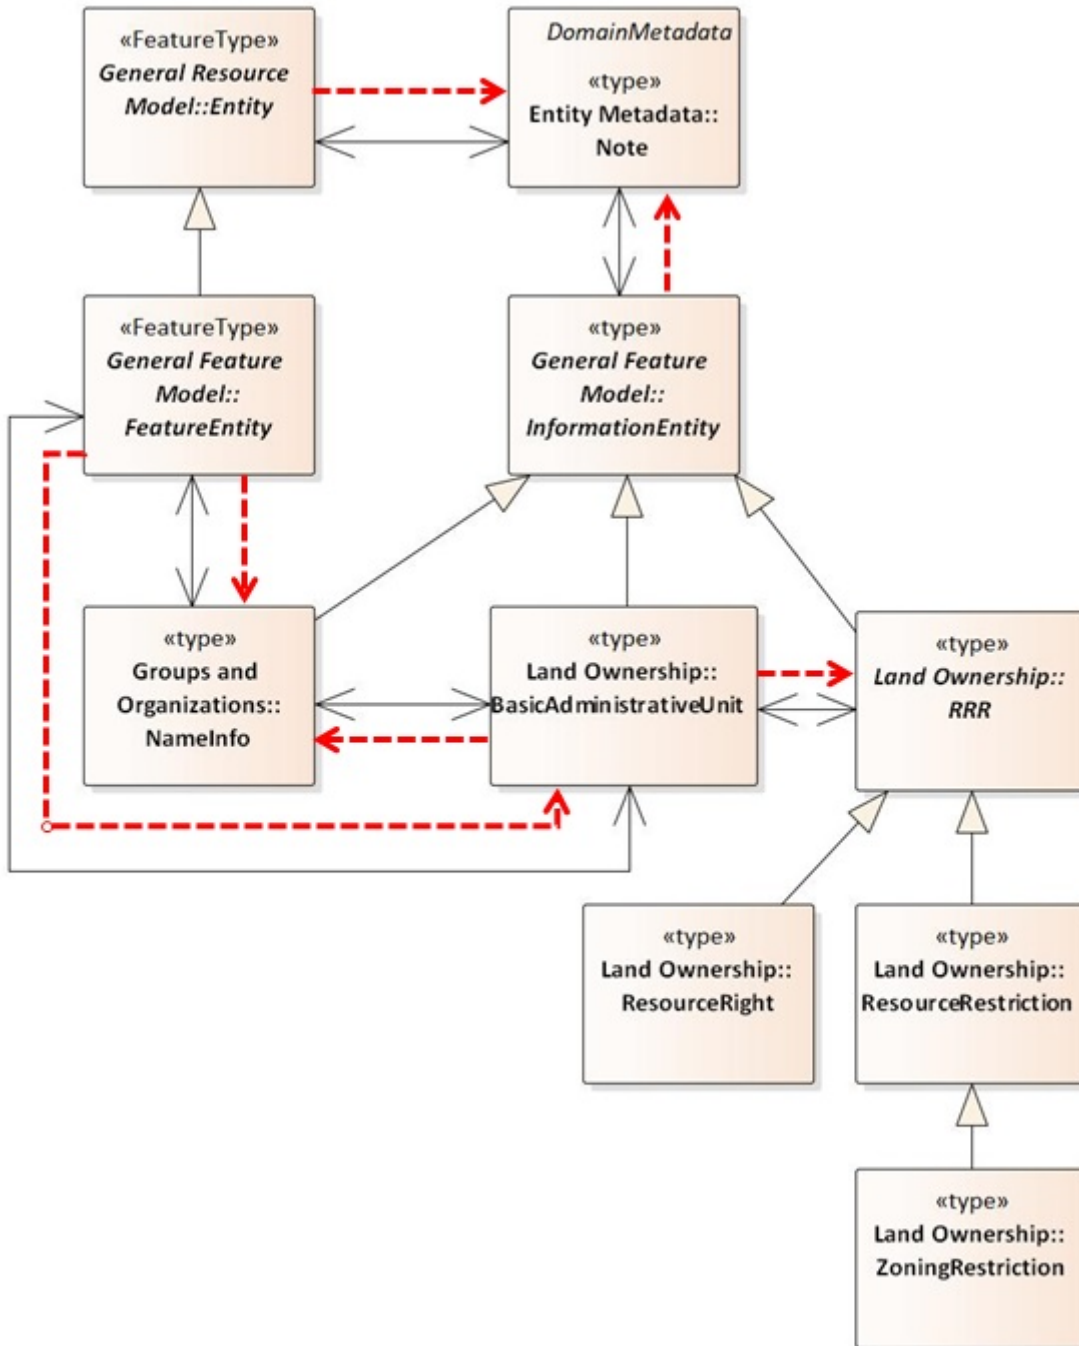 «FeatureType»
General Resource
Model::Entity
DomainMetadata
«type»
Entity Metadata::
Note
«FeatureType»
General Feature
Model::
FeatureEntity
«type»
General Feature
Model::
InformationEntity
«type»
Groups and
Organizations::
NameInfo
«type»
Land Ownership::
BasicAdministrativeUnit
«type»
Land Ownership::
RRR
«type»
Land Ownership::
ResourceRight
«type»
Land Ownership::
ResourceRestriction
«type»
Land Ownership::
ZoningRestriction